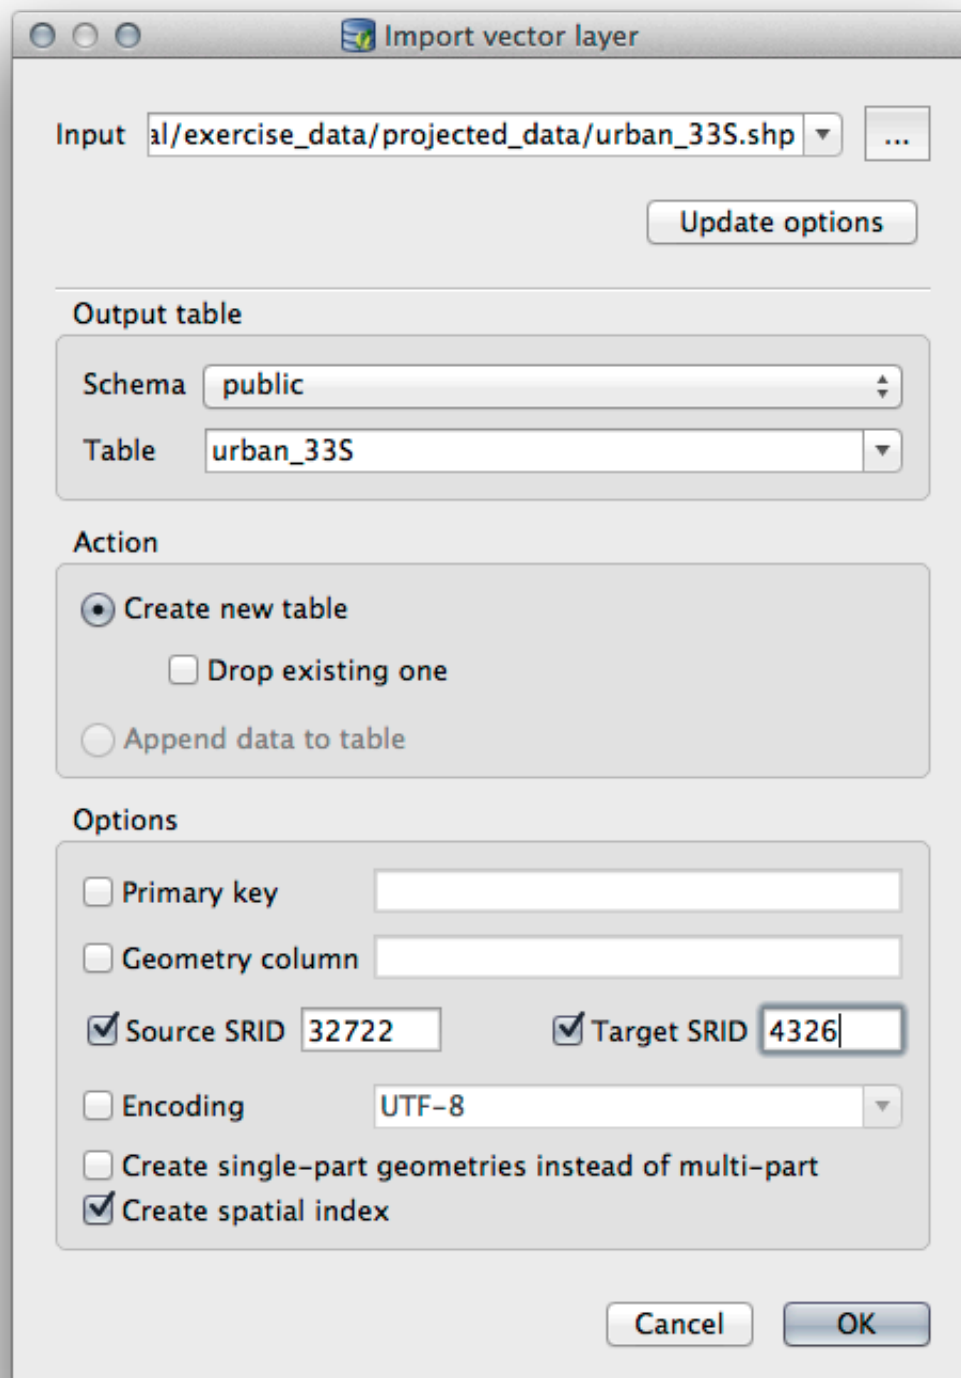 Import vector layer
Input al/exercise_data/projected_data/urban_33S.shp ...
Update options
Output table
Schema public
Table urban_33S
Action
Create new table
Drop existing one
Append data to table
Options
Primary key
Geometry column
Source SRID 32722 Target SRID 4326
Encoding UTF-8
Create single-part geometries instead of multi-part
Create spatial index
Cancel OK